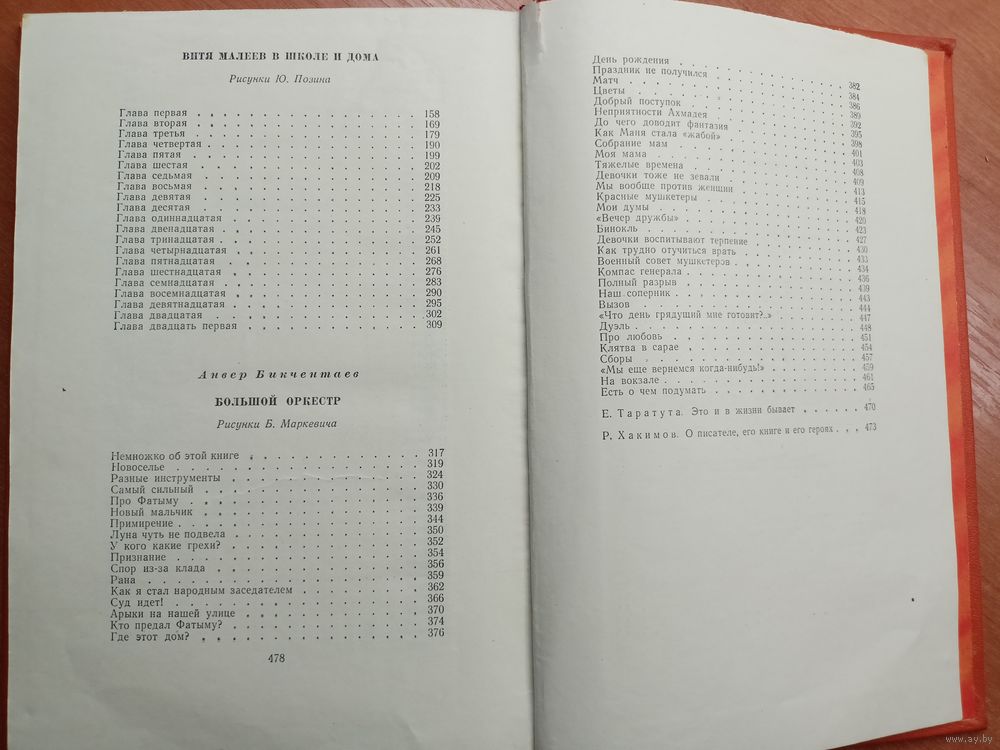 ВИТЯ МАЛЕЕВ В ШКОЛЕ И ДОМА
Рисунки Ю. Позина
Глава первая 158
Глава вторая 169
Глава третья 179
Глава четвертая 190
Глава пятая 199
Глава шестая 202
Глава седьмая 209
Глава восьмая 218
Глава девятая 225
Глава десятая 233
Глава одиннадцатая 239
Глава двенадцатая 245
Глава тринадцатая 252
Глава четырнадцатая 261
Глава пятнадцатая 268
Глава шестнадцатая 276
Глава семнадцатая 283
Глава восемнадцатая 290
Глава девятнадцатая 295
Глава двадцатая 302
Глава двадцать первая 309
Анвер Бикчентаев
БОЛЬШОЙ ОРКЕСТР
Рисунки Б. Маркевича
Немножко об этой книге 317
Новоселье 319
Разные инструменты 324
Самый сильный 330
Про Фатыму 336
Новый мальчик 339
Примирение 344
Луна чуть не подвела 350
У кого какие грехи? 352
Признание 354
Спор из-за клада 356
Рана 359
Как я стал народным заседателем 362
Суд идет! 366
Арыки на нашей улице 370
Кто предал Фатыму? 374
Где этот дом? 376
478
День рождения 382
Праздник не получился 384
Матч 386
Цветы 389
Добрый поступок 392
Неприятности Ахмадея 395
До чего доводит фантазия 398
Как Маня стала «жабой» 401
Собрание мам 403
Моя мама 408
Тяжелые времена 409
Девочки тоже не зевали 413
Мы вообще против женщин 415
Красные мушкетеры 418
Мои думы 420
«Вечер дружбы» 423
Бинокль 427
Девочки воспитывают терпение 430
Как трудно отучиться врать 433
Военный совет мушкетеров 434
Компас генерала 436
Полный разрыв 439
Наш соперник 443
Вызов 444
«Что день грядущий мне готовит?..» 447
Дуэль 448
Про любовь 451
Клятва в сарае 454
Сборы 457
«Мы еще вернемся когда-нибудь!» 459
На вокзале 461
Есть о чем подумать 465
Е. Таратута. Это и в жизни бывает 470
Р. Хакимов. О писателе, его книге и его героях 473
www.ay.by